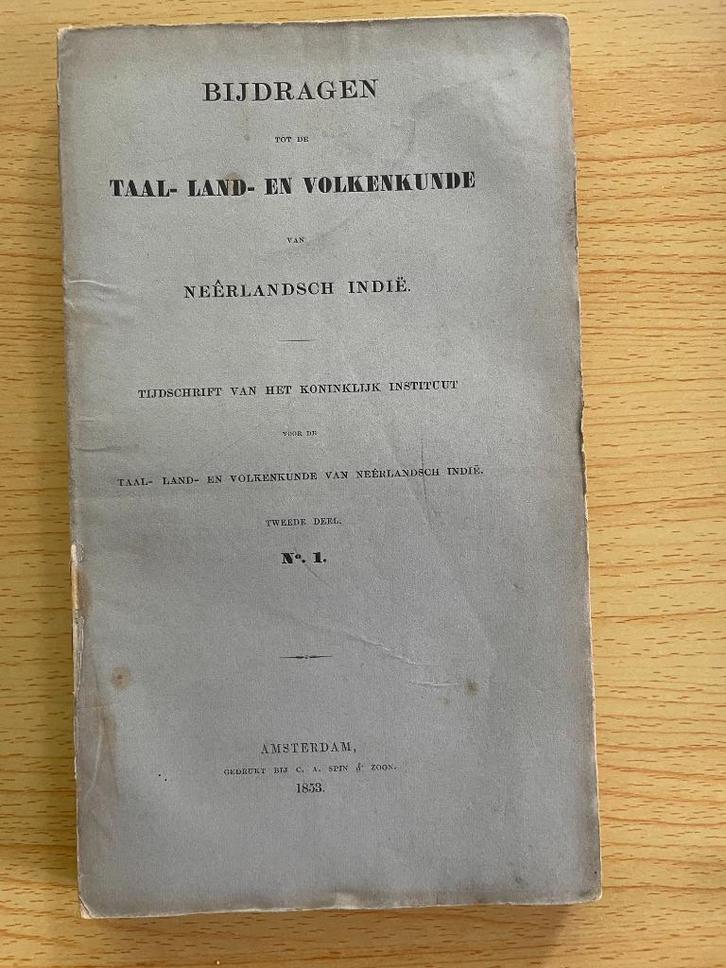 BIJDRAGEN
TOT DE
TAAL- LAND- EN VOLKENKUNDE
VAN
NEÊRLANDSCH INDIË.
TIJDSCHRIFT VAN HET KONINKLIJK INSTITUUT
VOOR DE
TAAL- LAND- EN VOLKENKUNDE VAN NEÊRLANDSCH INDIË.
TWEEDE DEEL.
No. 1.
AMSTERDAM,
GEDRUKT BIJ C. A. SPIN & ZOON.
1853.